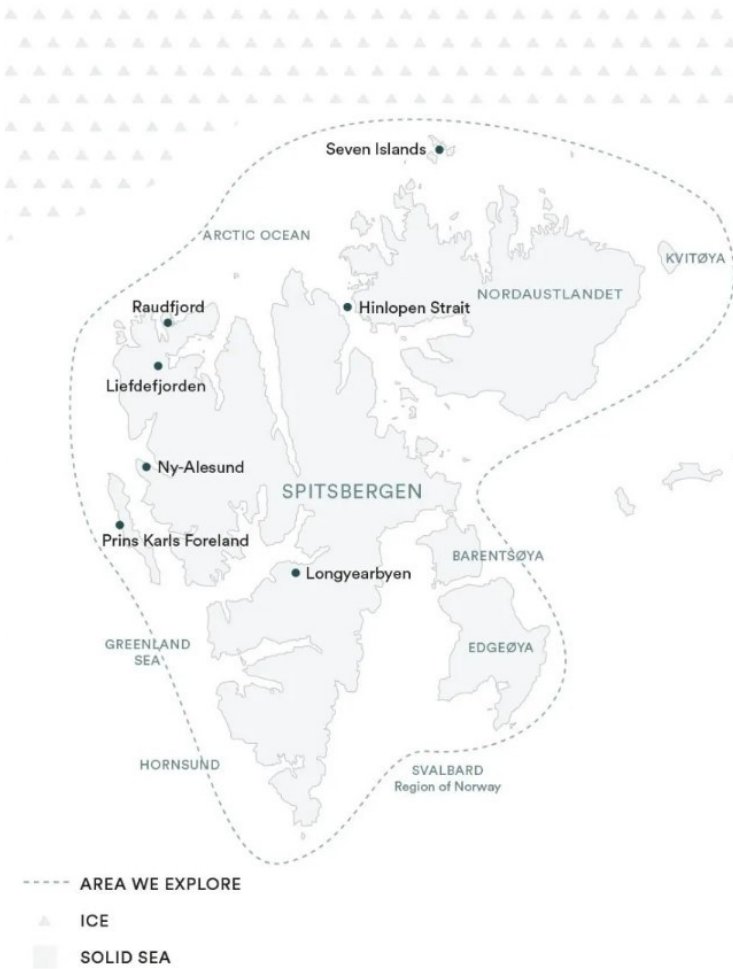 Seven Islands
ARCTIC OCEAN
KVITØYA
NORDAUSTLANDET
Raudfjord
Hinlopen Strait
Liefdefjorden
Ny-Alesund
SPITSBERGEN
Prins Karls Foreland
BARENTSØYA
Longyearbyen
GREENLAND
SEA
EDGEØYA
HORNSUND
SVALBARD
Region of Norway
AREA WE EXPLORE
ICE
SOLID SEA